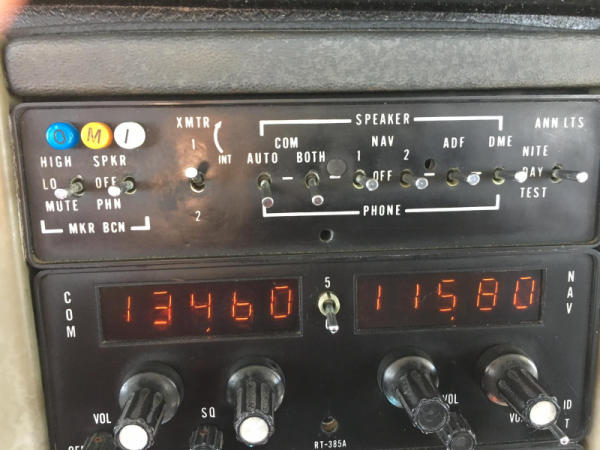 SPEAKER
XMTR
ANN LTS
O M I
1
COM
NAV
ADF
DME
HIGH
SPKR
INT
AUTO
BOTH
1
OFF
2
NITE
LO
OFF
DAY
MUTE
PHN
TEST
2
PHONE
MKR BCN
COM
134.60
5
115.80
NAV
VOL
SQ
VOL
ID
T
RT-385A